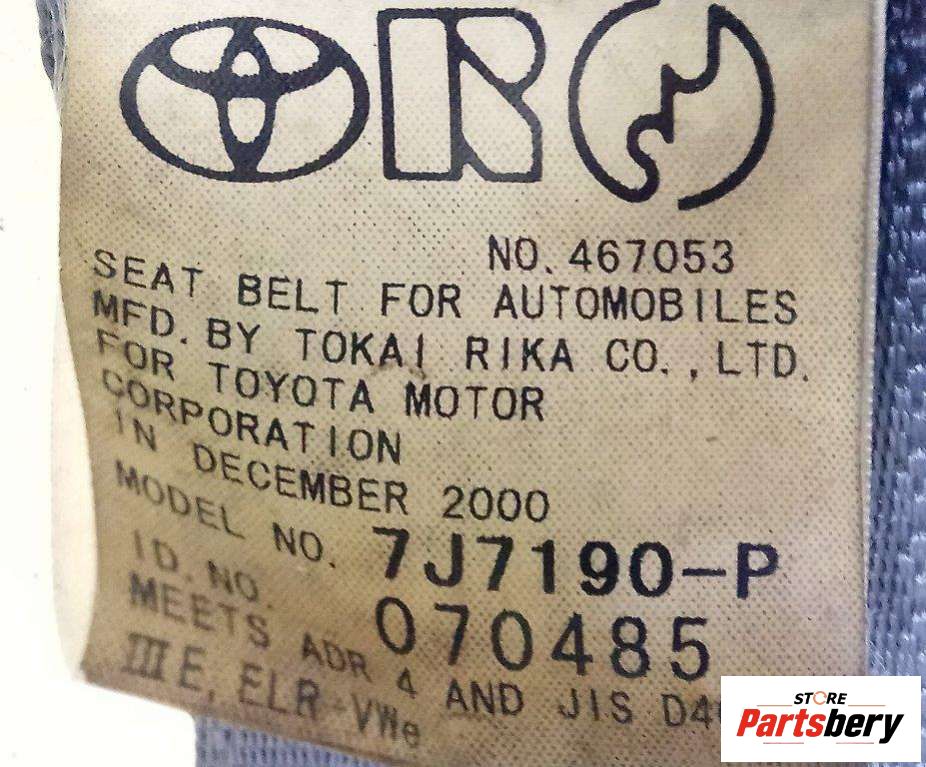 NO. 467053
SEAT BELT FOR AUTOMOBILES
MFD. BY TOKAI RIKA CO., LTD.
FOR TOYOTA MOTOR
CORPORATION
IN DECEMBER 2000
MODEL NO. 7J7190-P
ID. NO. 070485
MEETS ADR 4 AND JIS
III E, ELR VWe
STORE
Partsbery